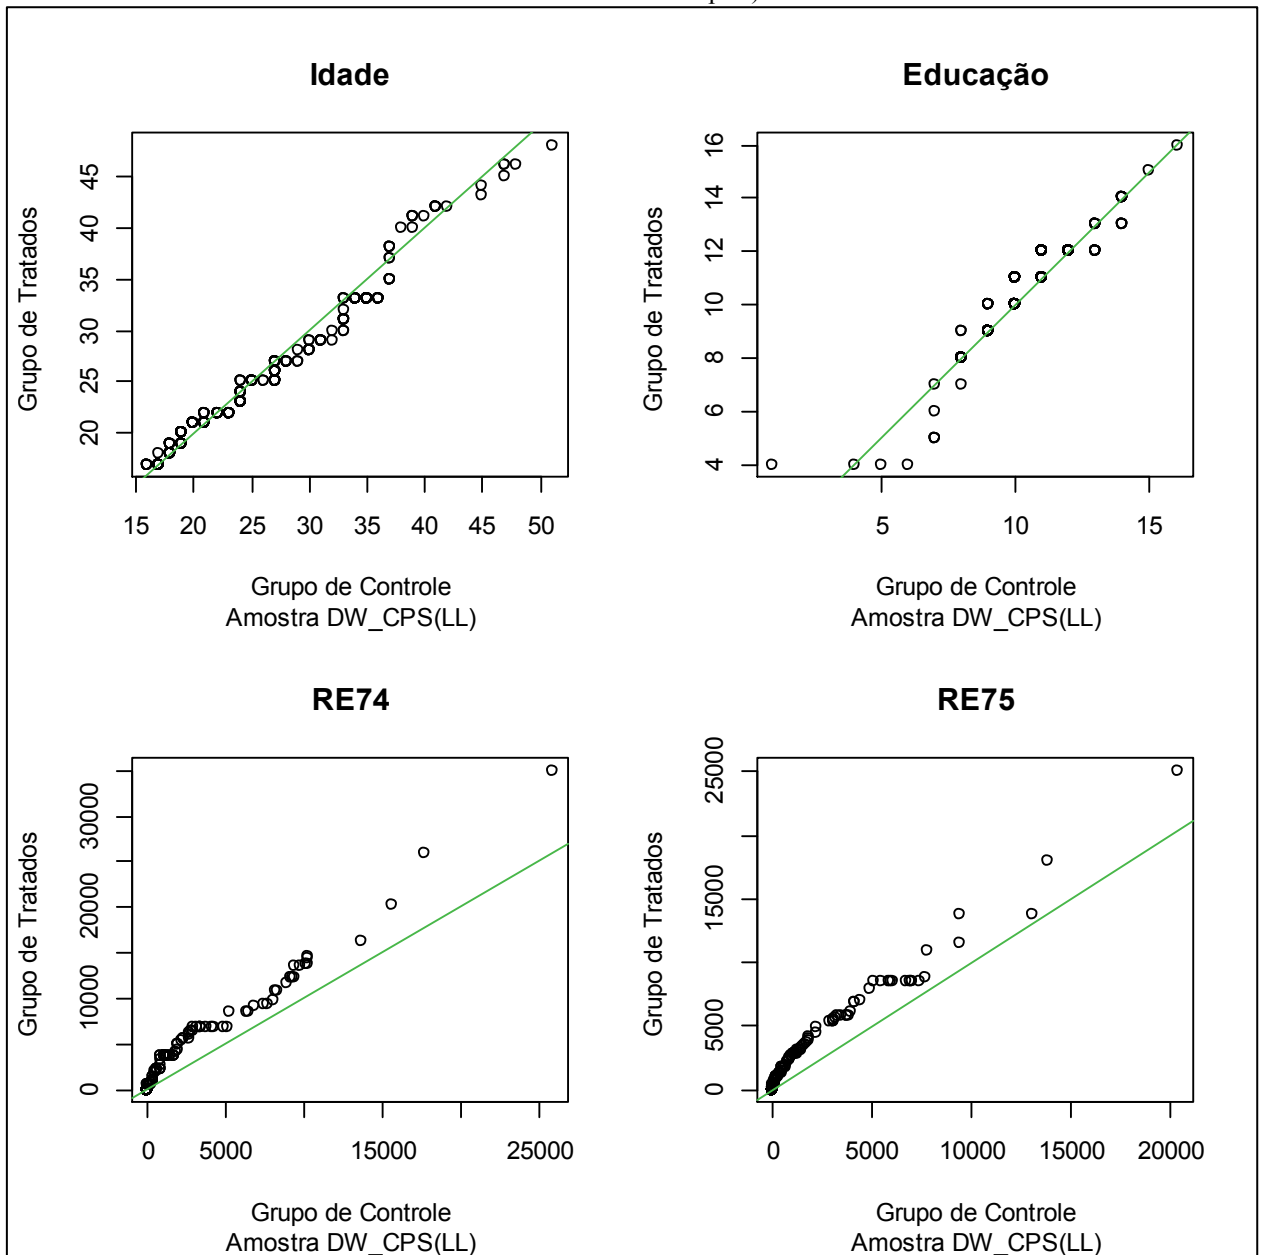 Idade
Grupo de Tratados
45
40
35
30
25
20
15 20 25 30 35 40 45 50
Grupo de Controle
Amostra DW_CPS(LL)
Educação
Grupo de Tratados
16
14
12
10
8
6
4
5 10 15
Grupo de Controle
Amostra DW_CPS(LL)
RE74
Grupo de Tratados
30000
20000
10000
0
0 5000 15000 25000
Grupo de Controle
Amostra DW_CPS(LL)
RE75
Grupo de Tratados
25000
15000
5000
0
0 5000 10000 15000 20000
Grupo de Controle
Amostra DW_CPS(LL)